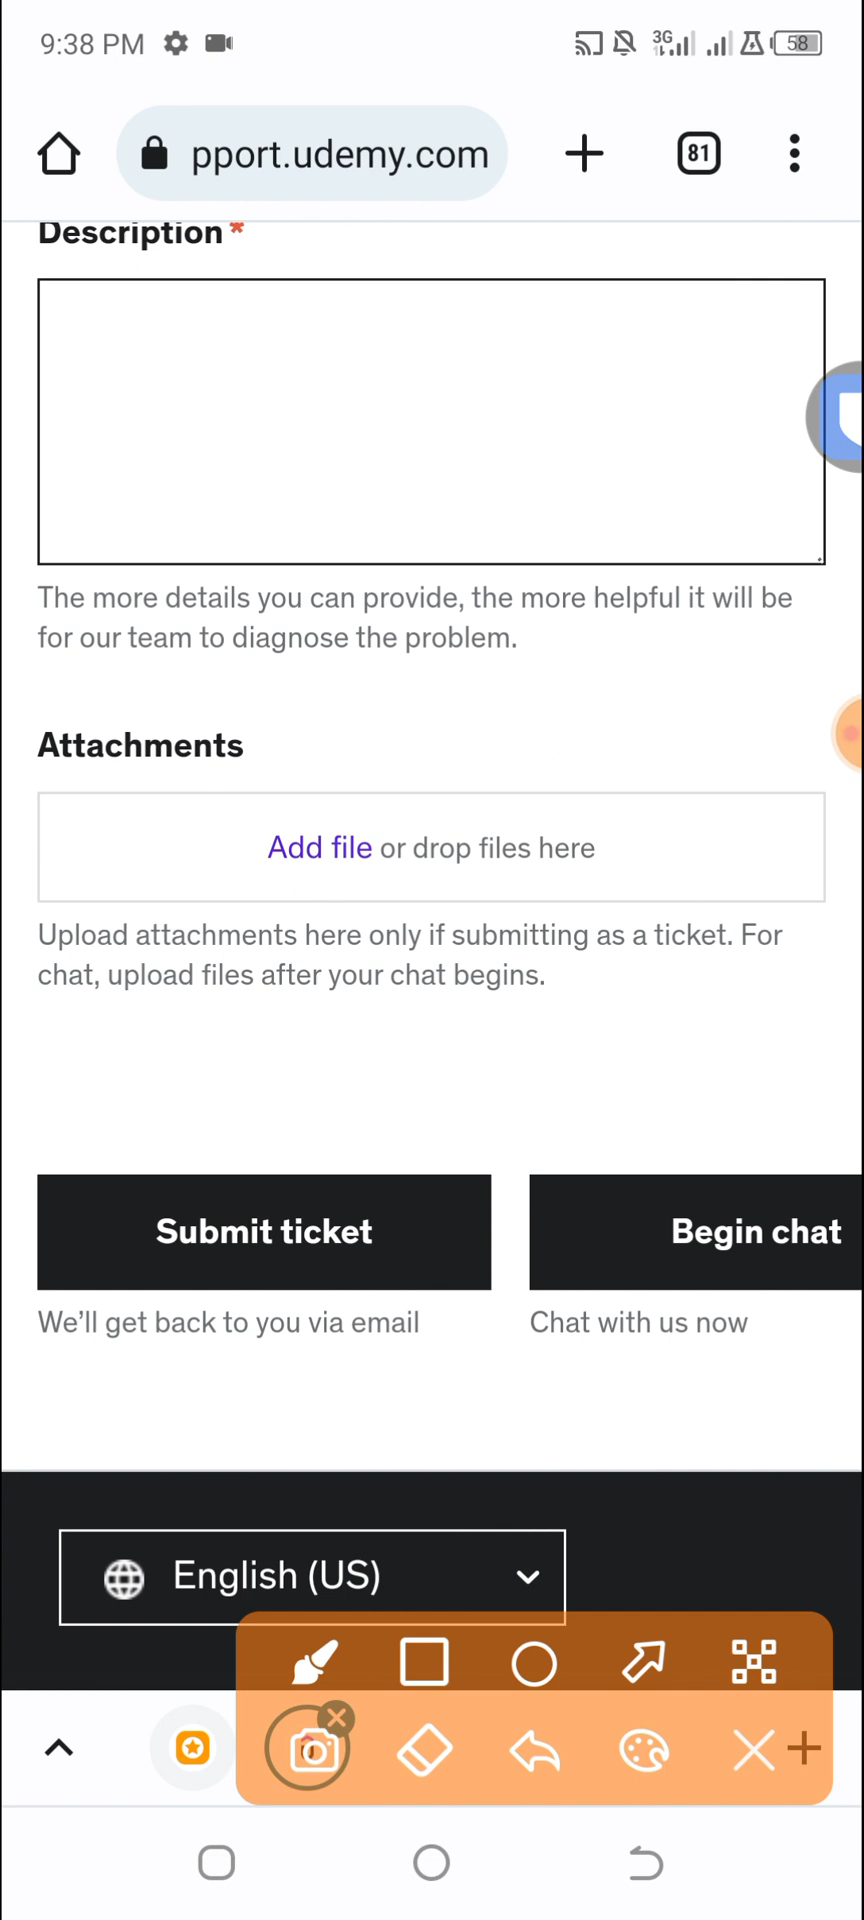 9:38 PM
3G
58
pport.udemy.com
81
Description *
The more details you can provide, the more helpful it will be
for our team to diagnose the problem.
Attachments
Add file or drop files here
Upload attachments here only if submitting as a ticket. For
chat, upload files after your chat begins.
Submit ticket
Begin chat
We’ll get back to you via email
Chat with us now
English (US)